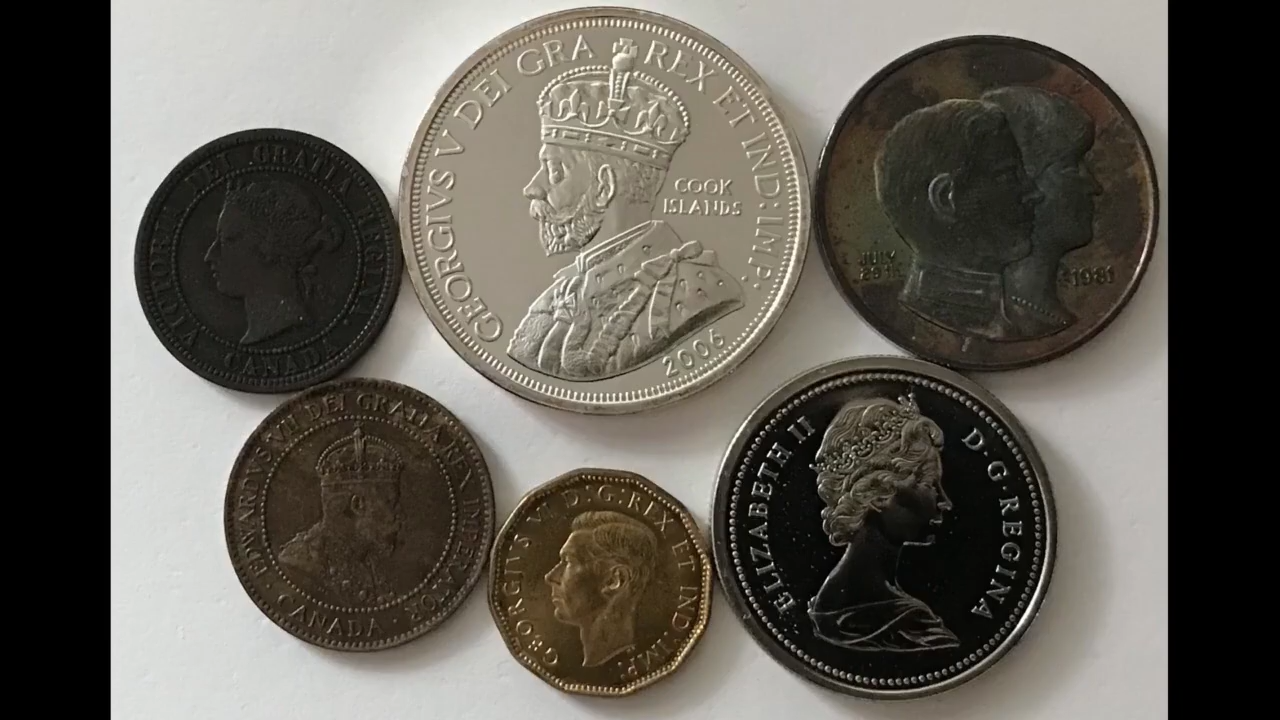 VICTORIA DEI GRATIA REGINA.
CANADA
GEORGIVS V DEI GRA REX ET IND: IMP:
COOK
ISLANDS
2006
JULY
29TH
1981
EDWARDVS VII DEI GRATIA REX IMPERATOR
CANADA
GEORGIVS VI D:G:REX ET IND:IMP:
ELIZABETH II D·G·REGINA